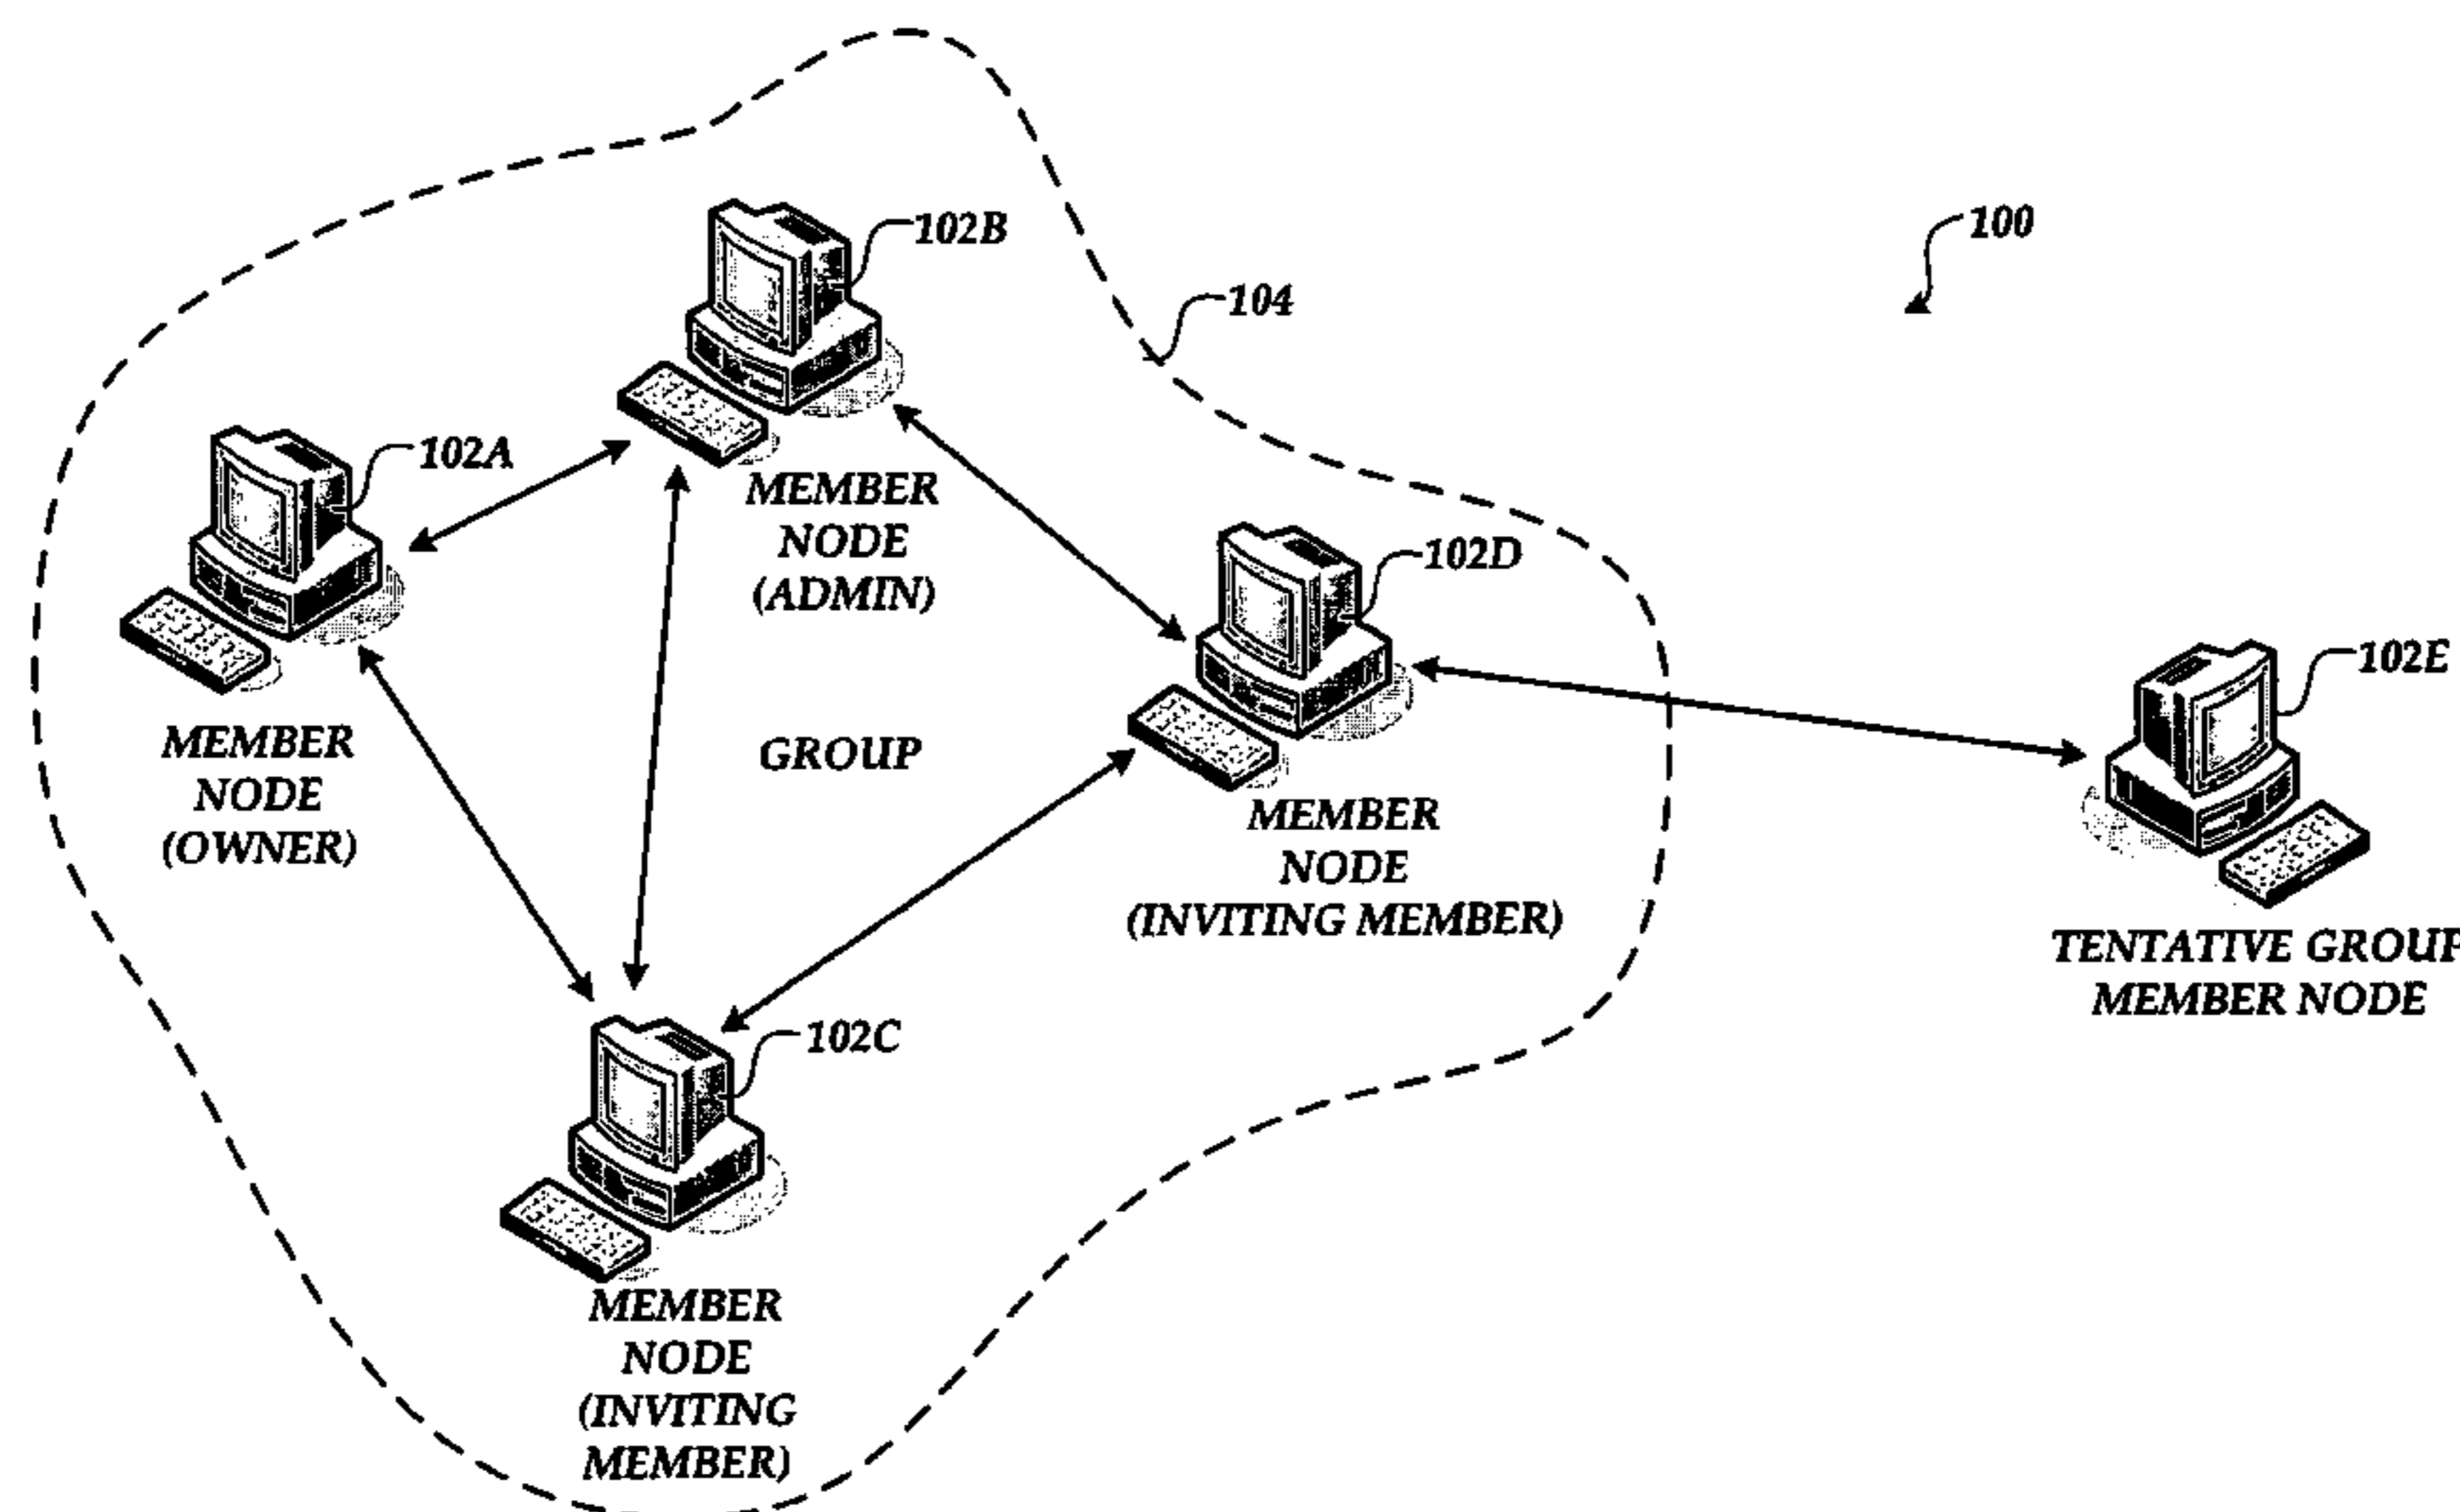 102B
100
104
102A
MEMBER
NODE
(ADMIN)
102D
102E
MEMBER
NODE
(OWNER)
GROUP
MEMBER
NODE
(INVITING MEMBER)
TENTATIVE GROUP
MEMBER NODE
102C
MEMBER
NODE
(INVITING
MEMBER)